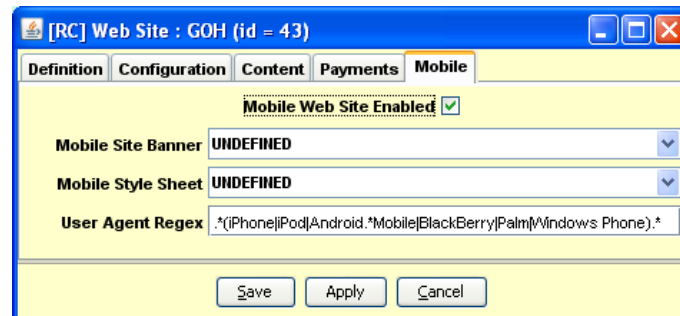 [RC] Web Site : GOH (id = 43)
Definition Configuration Content Payments Mobile
Mobile Web Site Enabled
Mobile Site Banner UNDEFINED
Mobile Style Sheet UNDEFINED
User Agent Regex .*(iPhone|iPod|Android.*Mobile|BlackBerry|Palm|Windows Phone).*
Save Apply Cancel